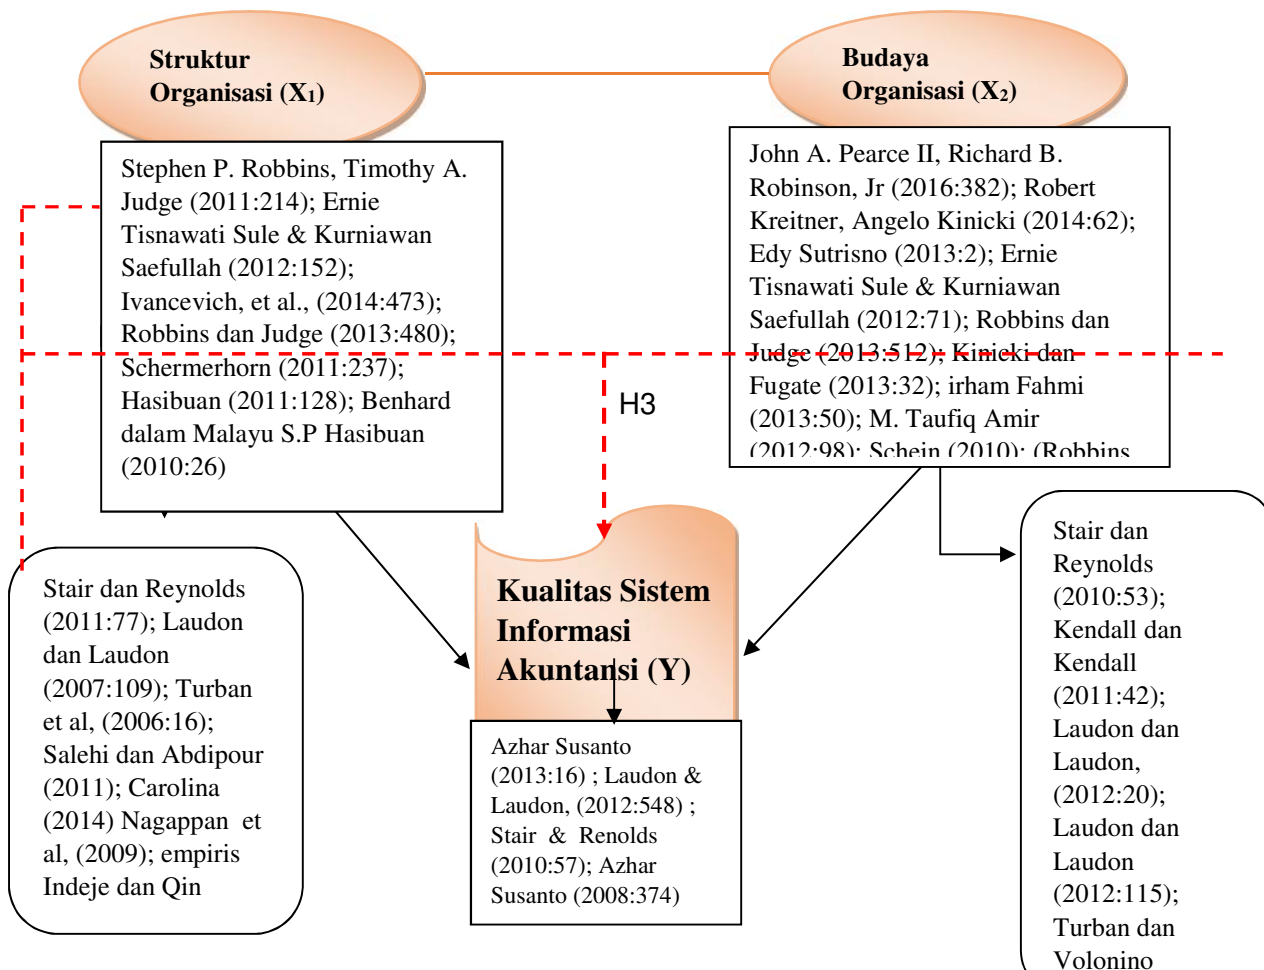 Struktur
Organisasi (X1)
Budaya
Organisasi (X2)
Stephen P. Robbins, Timothy A.
Judge (2011:214); Ernie
Tisnawati Sule & Kurniawan
Saefullah (2012:152);
Ivancevich, et al., (2014:473);
Robbins dan Judge (2013:480);
Schermerhorn (2011:237);
Hasibuan (2011:128); Benhard
dalam Malayu S.P Hasibuan
(2010:26)
John A. Pearce II, Richard B.
Robinson, Jr (2016:382); Robert
Kreitner, Angelo Kinicki (2014:62);
Edy Sutrisno (2013:2); Ernie
Tisnawati Sule & Kurniawan
Saefullah (2012:71); Robbins dan
Judge (2013:512); Kinicki dan
Fugate (2013:32); irham Fahmi
(2013:50); M. Taufiq Amir
(2012:98); Schein (2010); (Robbins
H3
Stair dan Reynolds
(2011:77); Laudon
dan Laudon
(2007:109); Turban
et al, (2006:16);
Salehi dan Abdipour
(2011); Carolina
(2014) Nagappan et
al, (2009); empiris
Indeje dan Qin
Kualitas Sistem
Informasi
Akuntansi (Y)
Azhar Susanto
(2013:16) ; Laudon &
Laudon, (2012:548) ;
Stair & Renolds
(2010:57); Azhar
Susanto (2008:374)
Stair dan
Reynolds
(2010:53);
Kendall dan
Kendall
(2011:42);
Laudon dan
Laudon,
(2012:20);
Laudon dan
Laudon
(2012:115);
Turban dan
Volonino